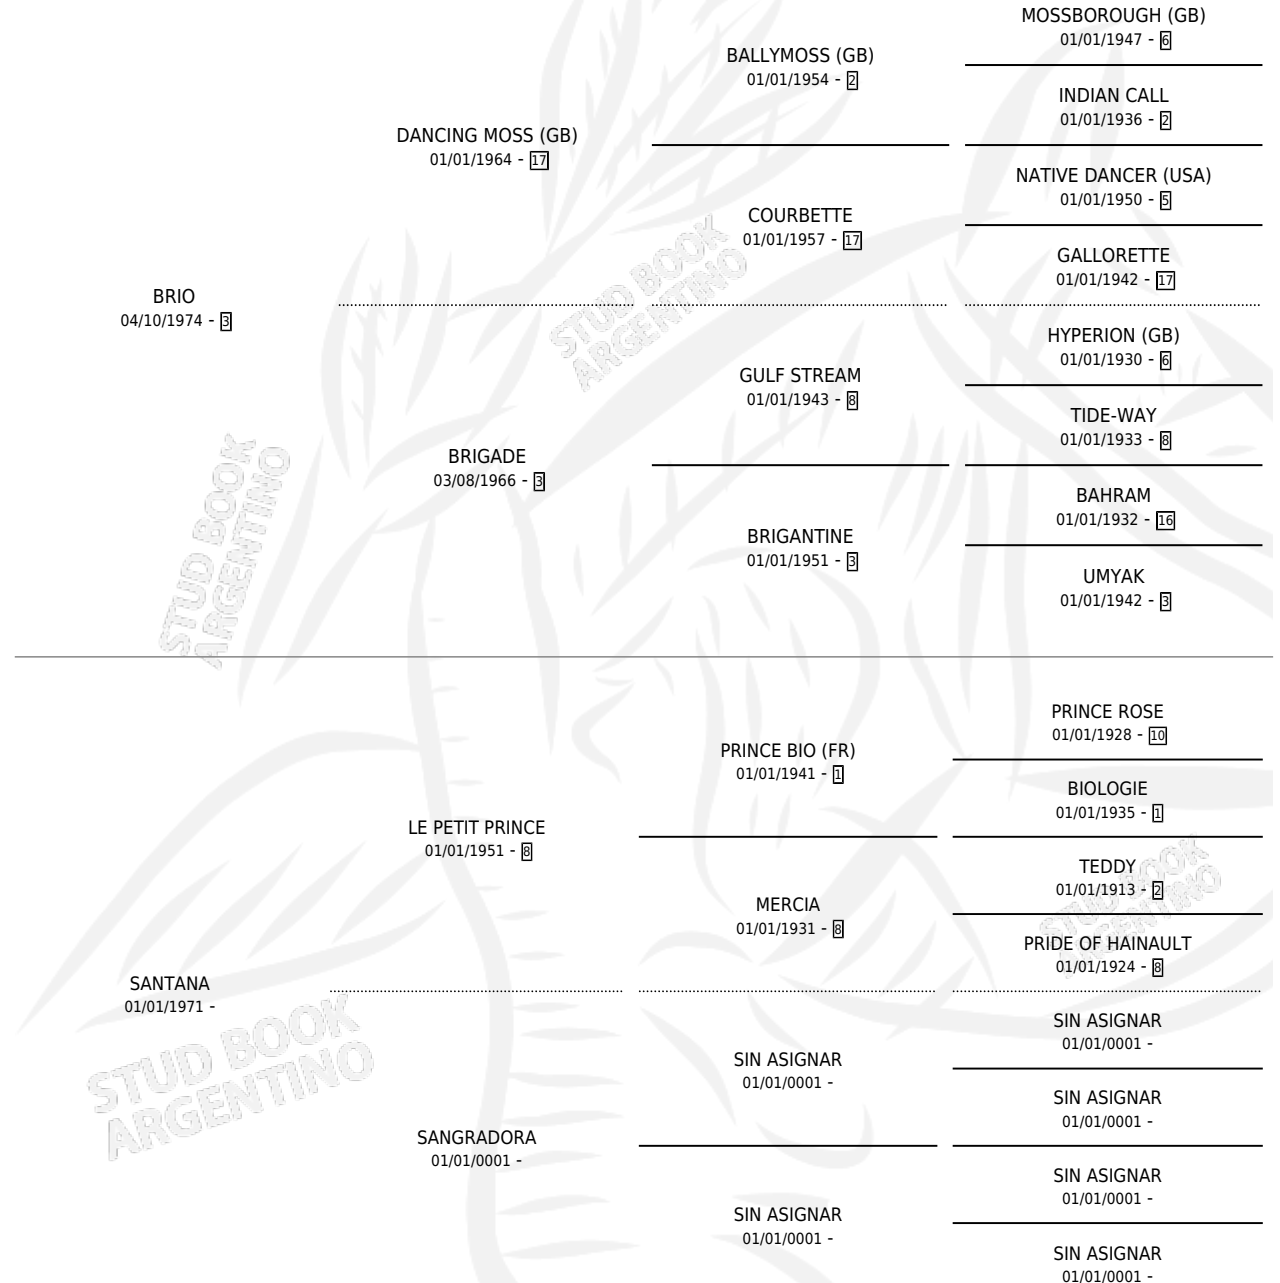 MOSSBOROUGH (GB)
01/01/1947 - 6
BALLYMOSS (GB)
01/01/1954 - 2
INDIAN CALL
01/01/1936 - 2
DANCING MOSS (GB)
01/01/1964 - 17
NATIVE DANCER (USA)
01/01/1950 - 5
COURBETTE
01/01/1957 - 17
GALLORETTE
01/01/1942 - 17
BRIO
04/10/1974 - 3
STUD BOOK
ARGENTINO
HYPERION (GB)
01/01/1930 - 6
GULF STREAM
01/01/1943 - 8
TIDE-WAY
01/01/1933 - 8
BRIGADE
03/08/1966 - 3
BAHRAM
01/01/1932 - 16
BRIGANTINE
01/01/1951 - 3
UMYAK
01/01/1942 - 3
STUD BOOK
ARGENTINO
PRINCE ROSE
01/01/1928 - 10
PRINCE BIO (FR)
01/01/1941 - 1
BIOLOGIE
01/01/1935 - 1
LE PETIT PRINCE
01/01/1951 - 8
TEDDY
01/01/1913 - 2
MERCIA
01/01/1931 - 8
STUD BOOK
ARGENTINO
PRIDE OF HAINAULT
01/01/1924 - 8
SANTANA
01/01/1971 -
SIN ASIGNAR
01/01/0001 -
SIN ASIGNAR
01/01/0001 -
STUD BOOK
ARGENTINO
SIN ASIGNAR
01/01/0001 -
SANGRADORA
01/01/0001 -
SIN ASIGNAR
01/01/0001 -
SIN ASIGNAR
01/01/0001 -
SIN ASIGNAR
01/01/0001 -